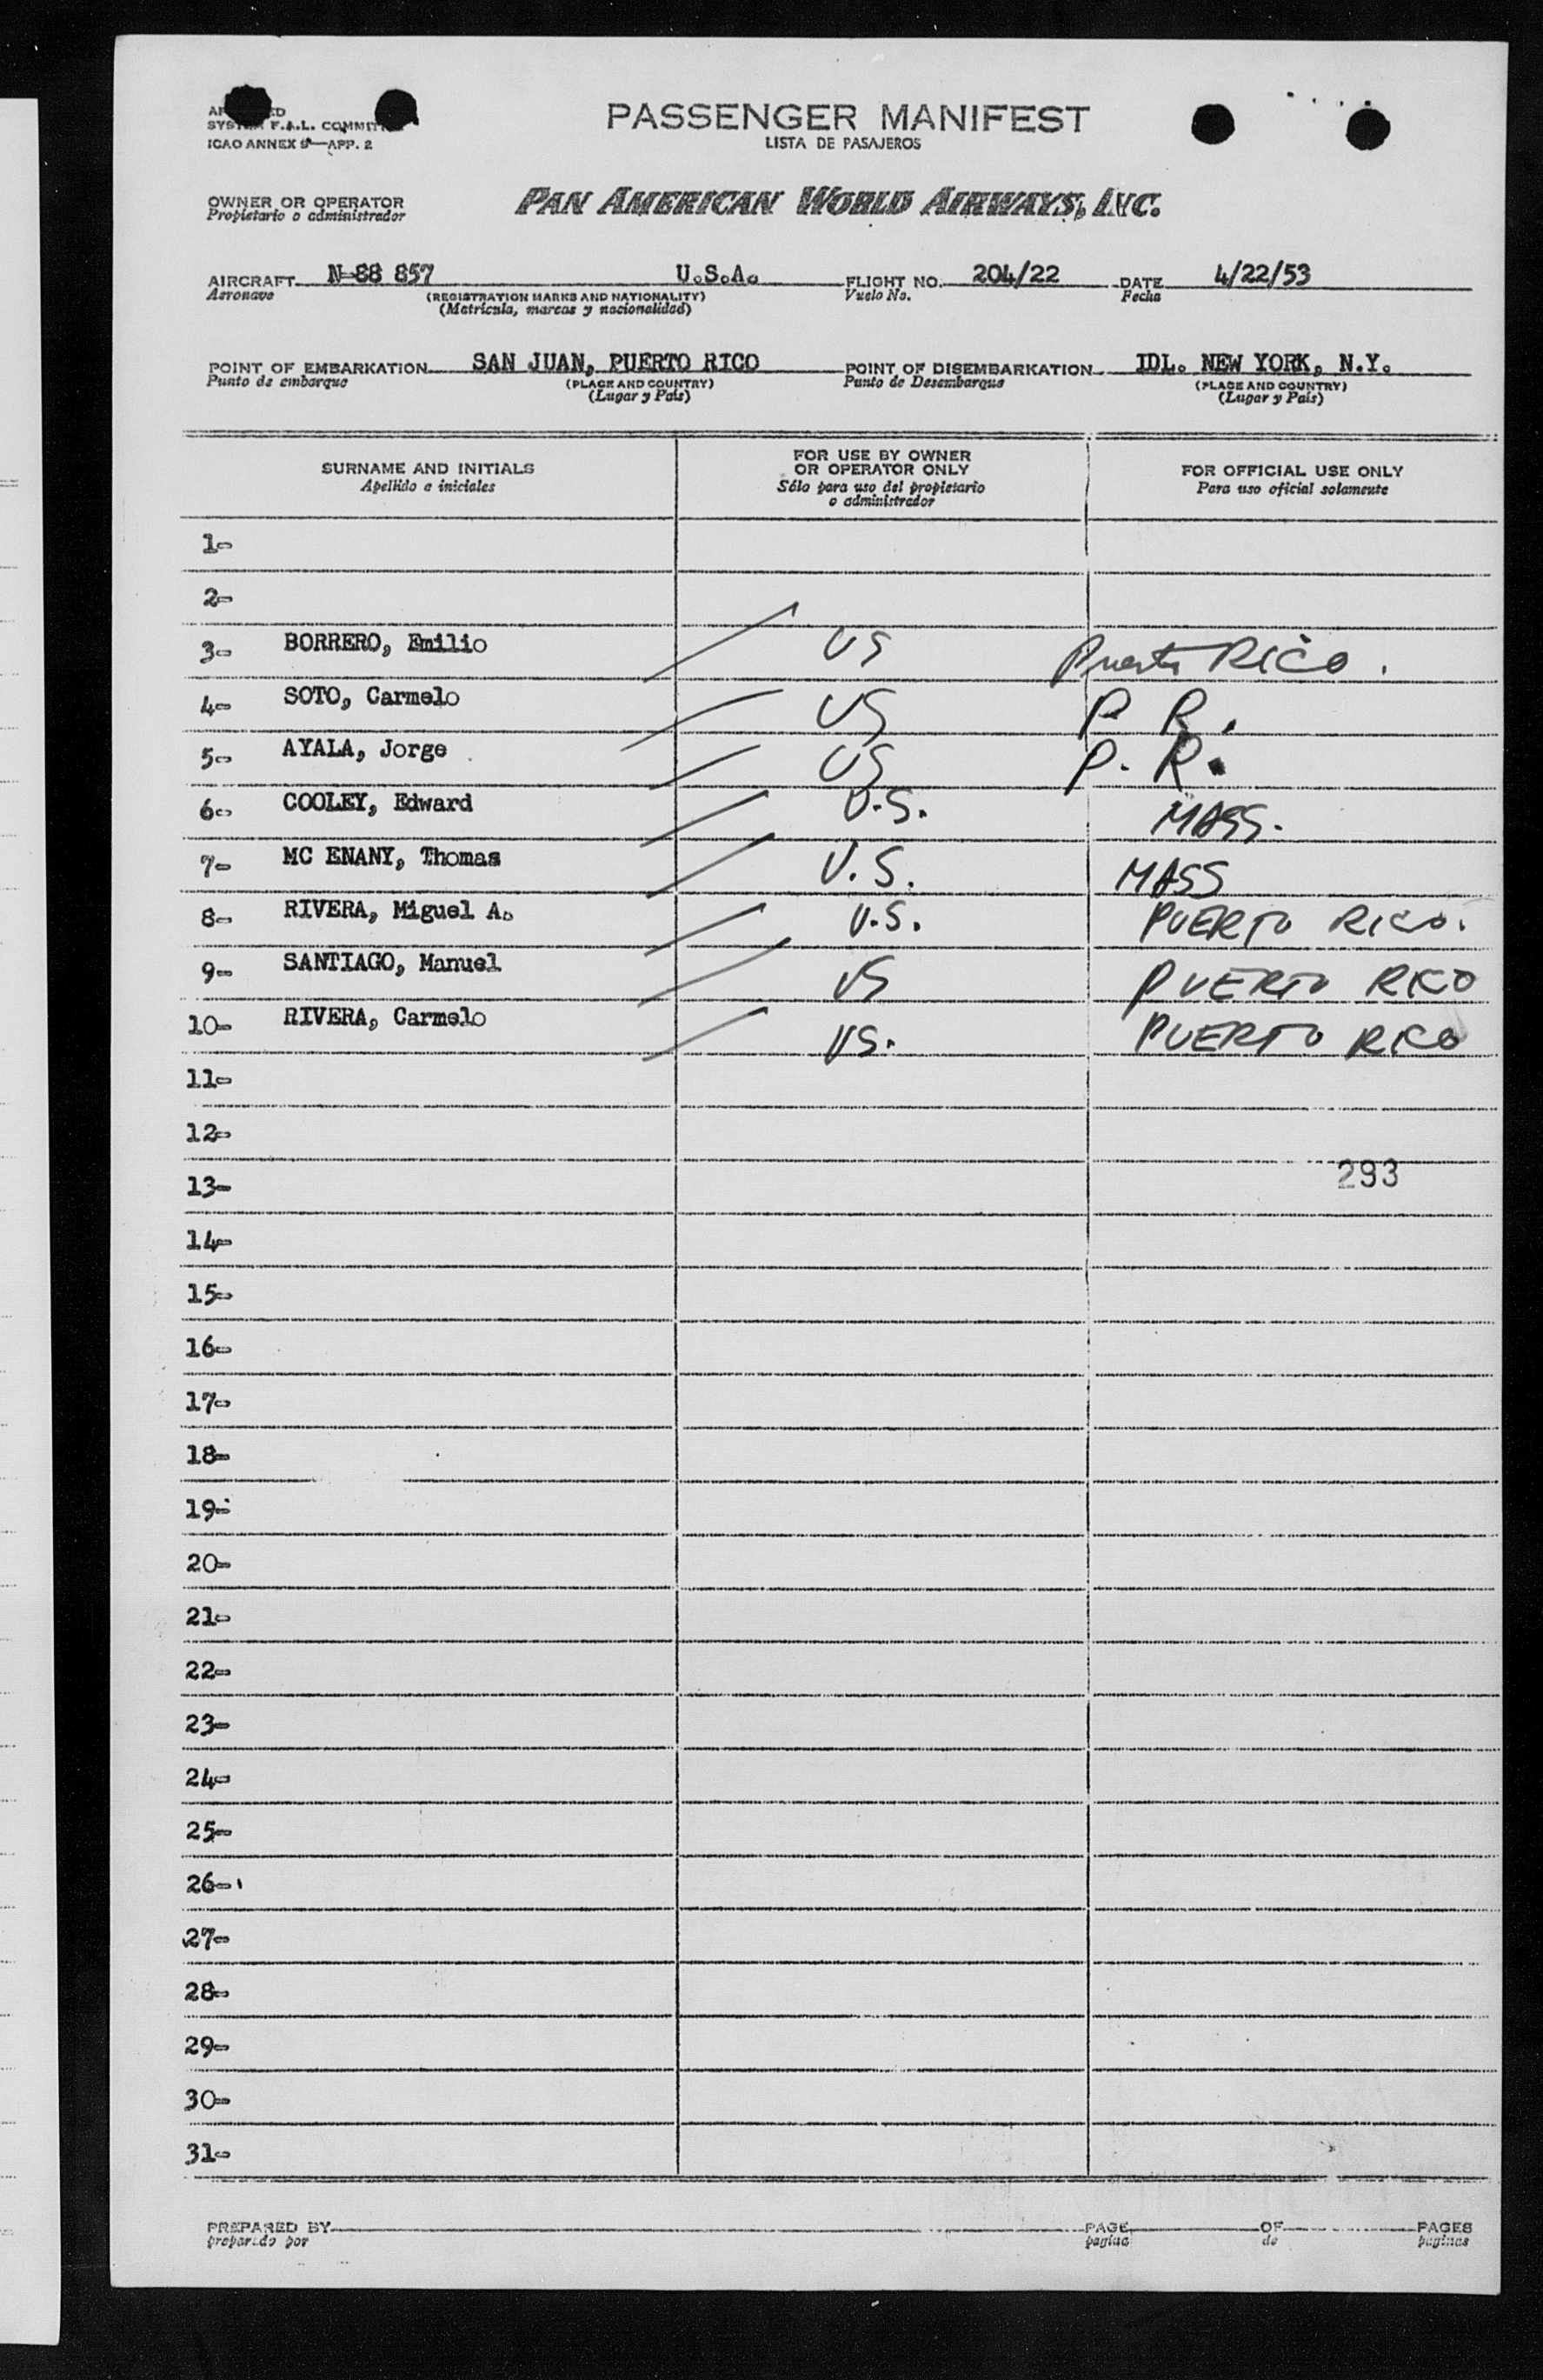 PASSENGER MANIFEST
LISTA DE PASAJEROS
SYSTEM F.A.L. COMMITTEE
ICAO ANNEX 9—APP. 2
OWNER OR OPERATOR
Propietario o administrador
PAN AMERICAN WORLD AIRWAYS, INC.
AIRCRAFT N-88 857 U.S.A. FLIGHT NO. 204/22 DATE 4/22/53
Aeronave (REGISTRATION MARKS AND NATIONALITY) Vuelo No. Fecha
(Matrícula, marcas y nacionalidad)
POINT OF EMBARKATION SAN JUAN, PUERTO RICO POINT OF DISEMBARKATION IDL. NEW YORK, N.Y.
Punto de embarque (PLACE AND COUNTRY) Punto de Desembarque (PLACE AND COUNTRY)
(Lugar y País) (Lugar y País)
SURNAME AND INITIALS
Apellido e iniciales
FOR USE BY OWNER
OR OPERATOR ONLY
Sólo para uso del propietario
o administrador
FOR OFFICIAL USE ONLY
Para uso oficial solamente
1-
2-
3- BORRERO, Emilio US Puerto Rico.
4- SOTO, Carmelo US P. R.
5- AYALA, Jorge US P. R.
6- COOLEY, Edward U.S. MASS.
7- MC ENANY, Thomas U.S. MASS
8- RIVERA, Miguel A. U.S. PUERTO RICO.
9- SANTIAGO, Manuel US PUERTO RICO
10- RIVERA, Carmelo US. PUERTO RICO
11-
12-
293
13-
14-
15-
16-
17-
18-
19-
20-
21-
22-
23-
24-
25-
26-
27-
28-
29-
30-
31-
PREPARED BY PAGE OF PAGES
preparado por pagina de paginas